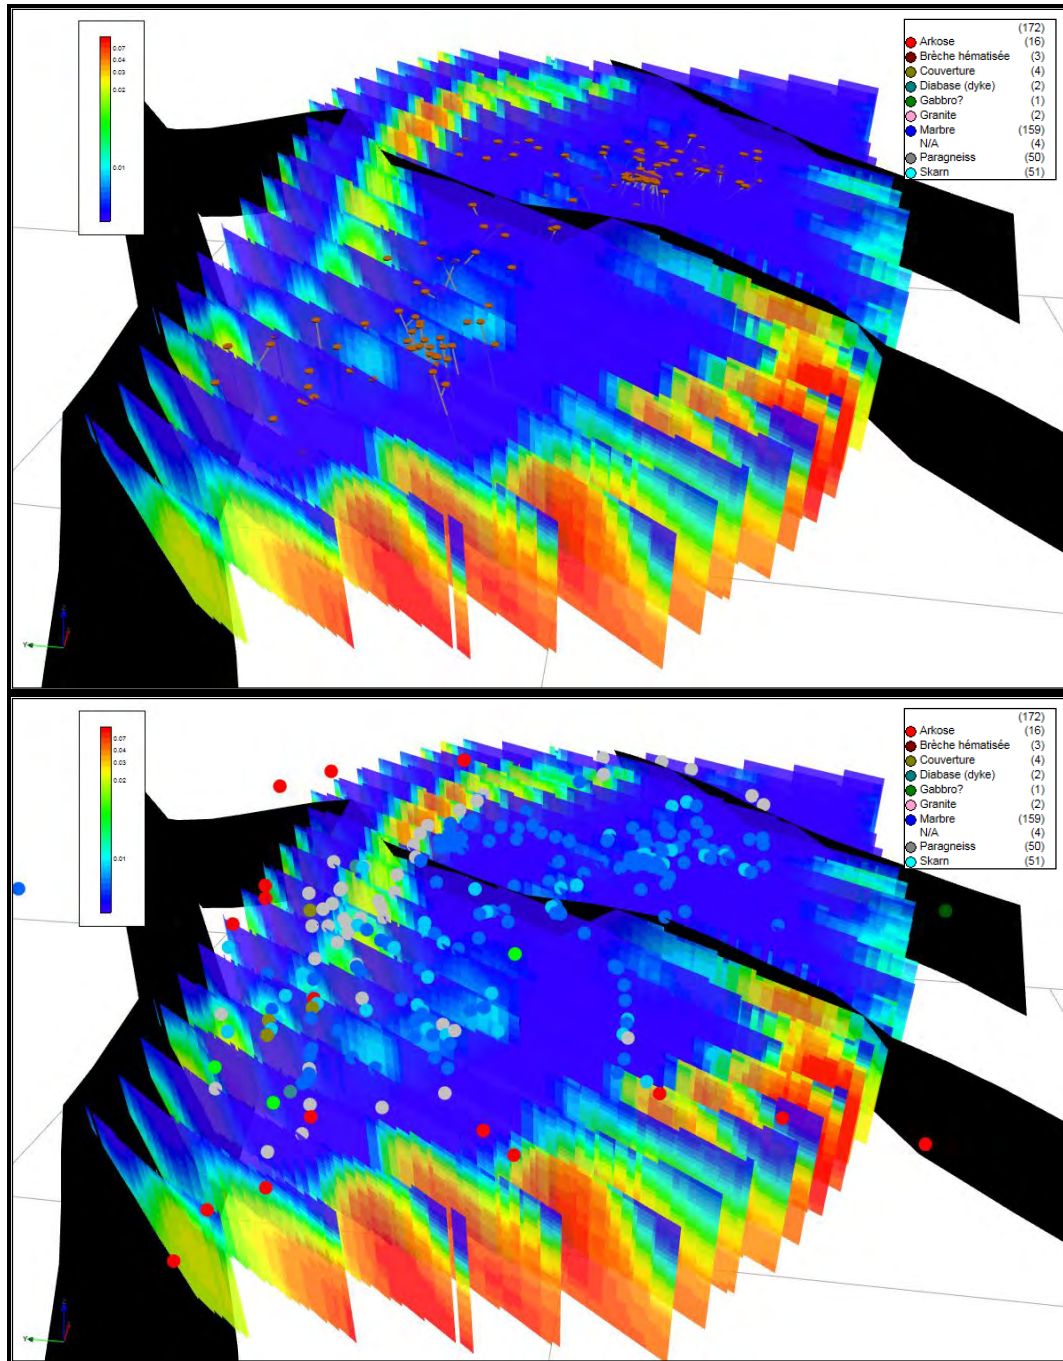 0.07
0.04
0.03
0.02
0.01
(172)
Arkose (16)
Brèche hématisée (3)
Couverture (4)
Diabase (dyke) (2)
Gabbro? (1)
Granite (2)
Marbre (159)
N/A (4)
Paragneiss (50)
Skarn (51)
Z
Y
0.07
0.04
0.03
0.02
0.01
(172)
Arkose (16)
Brèche hématisée (3)
Couverture (4)
Diabase (dyke) (2)
Gabbro? (1)
Granite (2)
Marbre (159)
N/A (4)
Paragneiss (50)
Skarn (51)
Z
Y